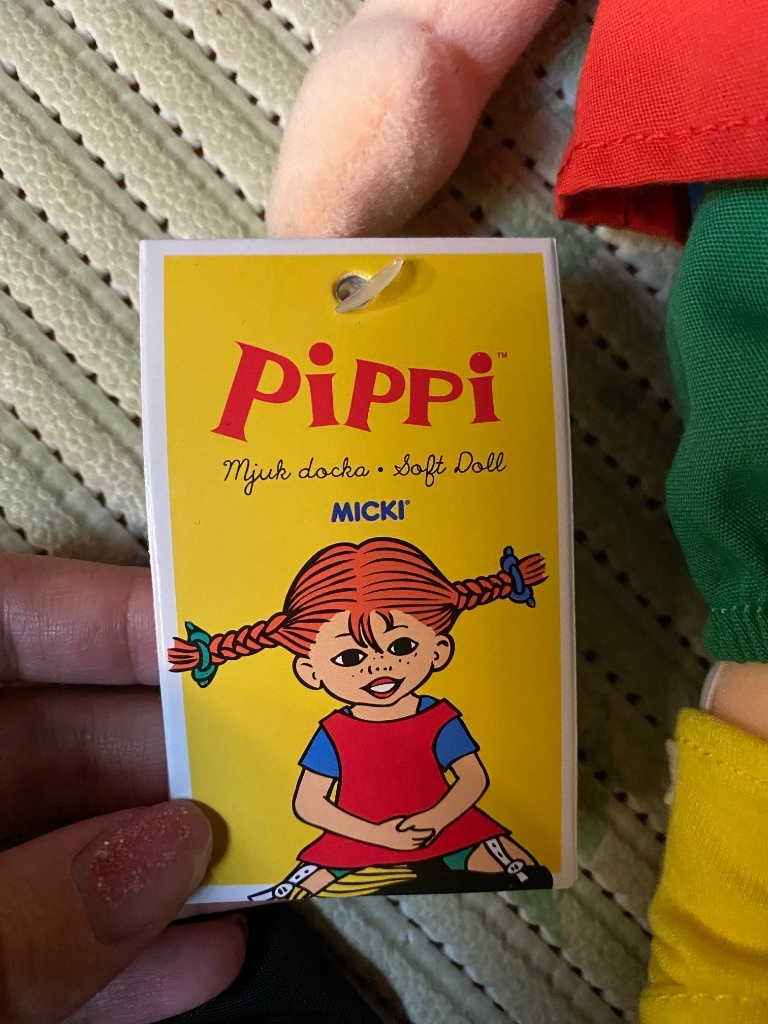 Pippi™
Mjuk docka • Soft Doll
MICKI®